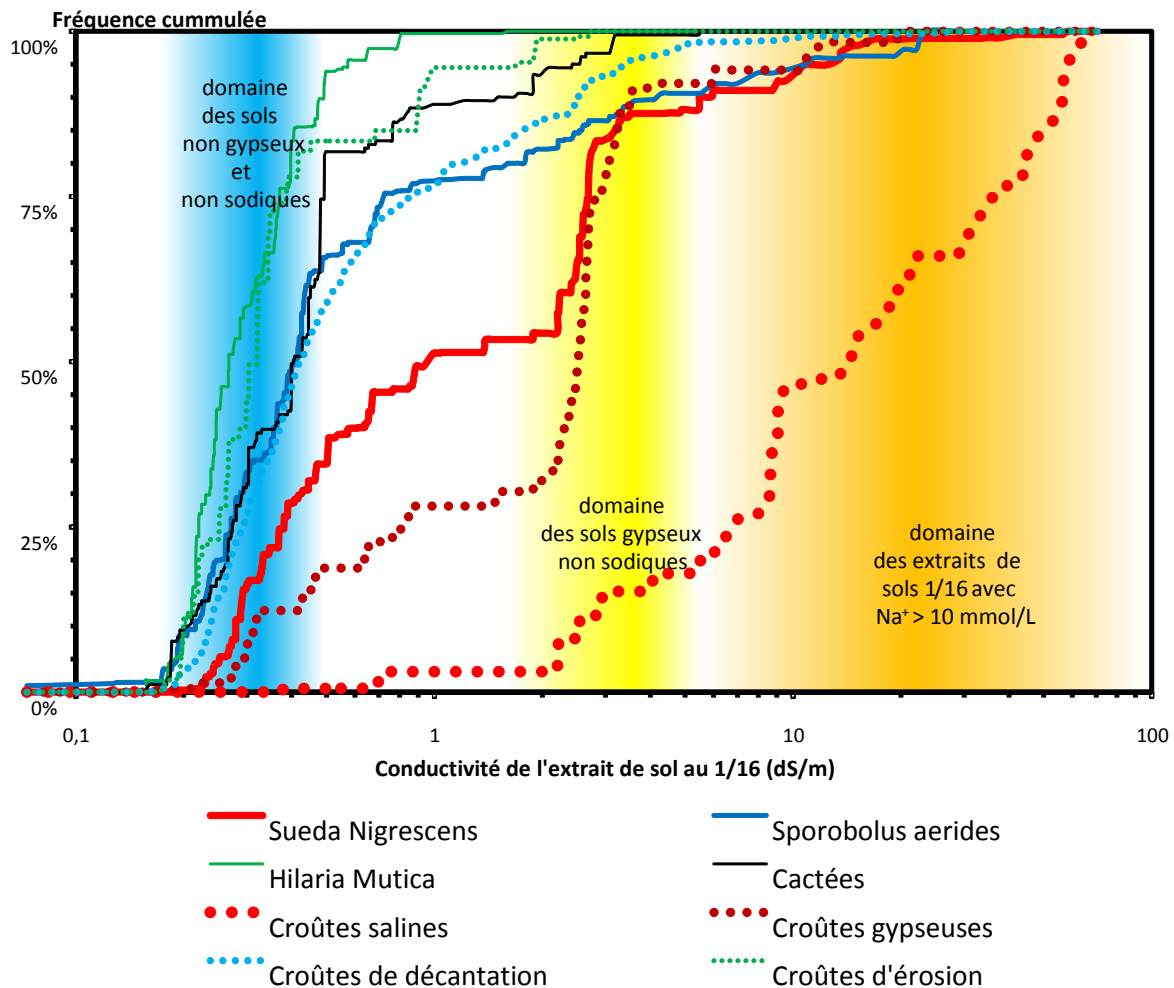 Fréquence cummulée
100%
domaine
des sols
non gypseux
et
non sodiques
75%
50%
25%
domaine
des sols gypseux
non sodiques
domaine
des extraits de
sols 1/16 avec
Na⁺ > 10 mmol/L
0%
0,1 1 10 100
Conductivité de l'extrait de sol au 1/16 (dS/m)
Sueda Nigrescens
Sporobolus aerides
Hilaria Mutica
Cactées
Croûtes salines
Croûtes gypseuses
Croûtes de décantation
Croûtes d'érosion